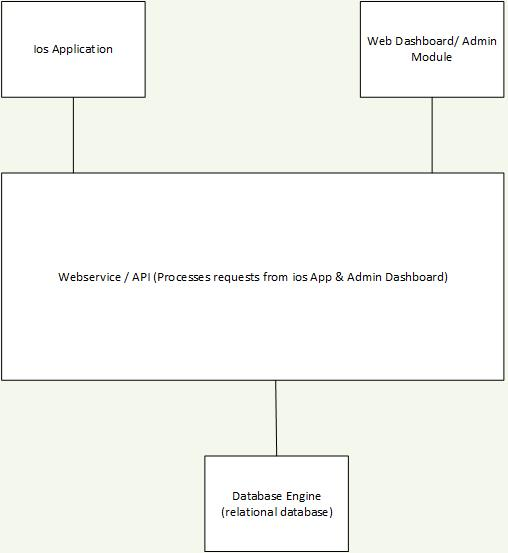 Ios Application
Web Dashboard/ Admin
Module
Webservice / API (Processes requests from ios App & Admin Dashboard)
Database Engine
(relational database)